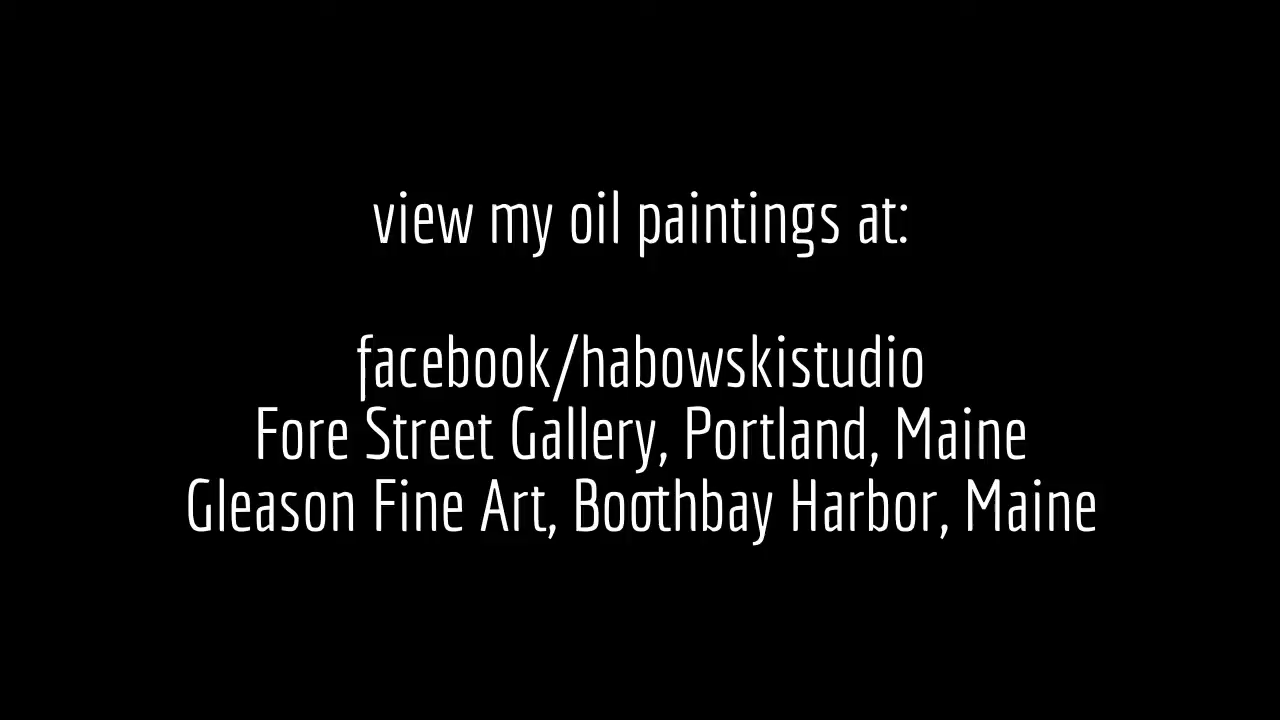 view my oil paintings at:
facebook/habowskistudio
Fore Street Gallery, Portland, Maine
Gleason Fine Art, Boothbay Harbor, Maine